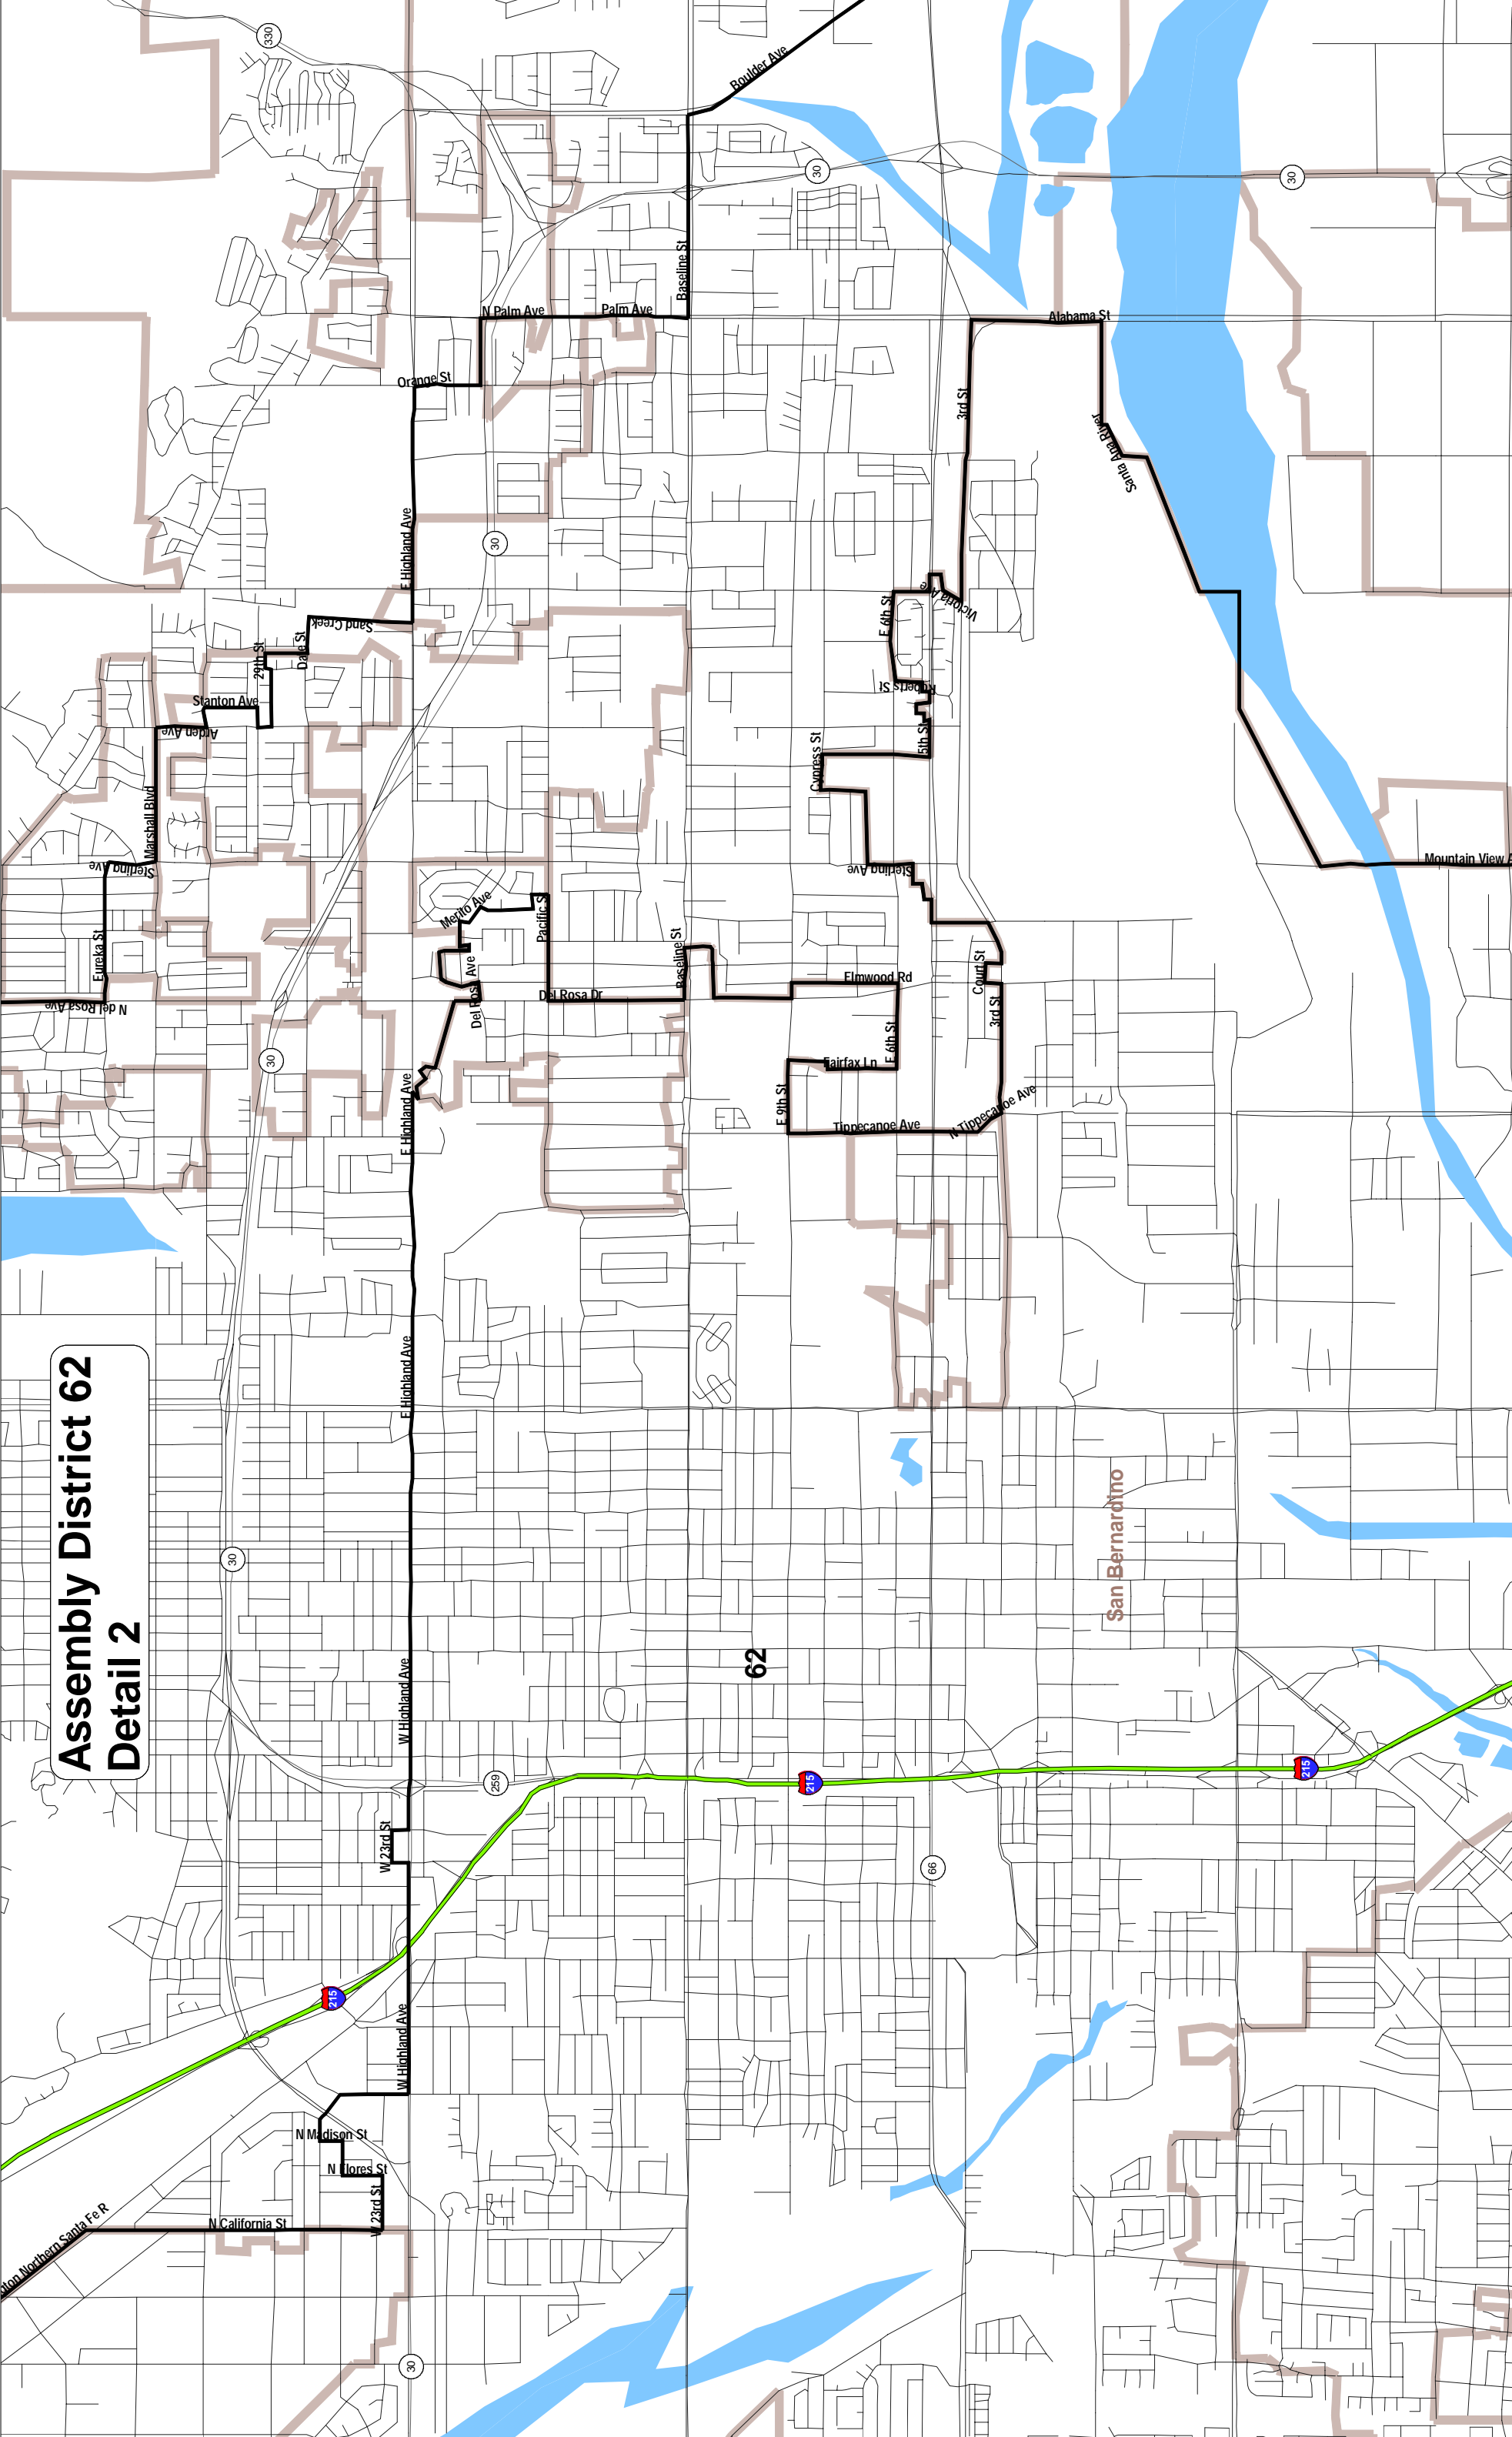 Assembly District 62
Detail 2
330
Boulder Ave
30
30
Baseline St
N Palm Ave
Palm Ave
Alabama St
Orange St
3rd St
Santa Ana River
E Highland Ave
30
Victoria Ave
E 6th St
Sand Creek
Date St
29th St
Roberts St
Stanton Ave
Arden Ave
5th St
Cypress St
Marshall Blvd
Sterling Ave
Sterling Ave
Mountain View A
Merito Ave
Pacific S
Eureka St
Baseline St
Elmwood Rd
Court St
Del Rosa Ave
Del Rosa Dr
N del Rosa Ave
3rd St
E 6th St
30
Fairfax Ln
E 9th St
E Highland Ave
Tippecanoe Ave
N Tippecanoe Ave
E Highland Ave
30
San Bernardino
62
W Highland Ave
259
215
215
W 23rd St
66
215
W Highland Ave
N Madison St
N Flores St
W 23rd St
N California St
gton Northern Santa Fe R
30